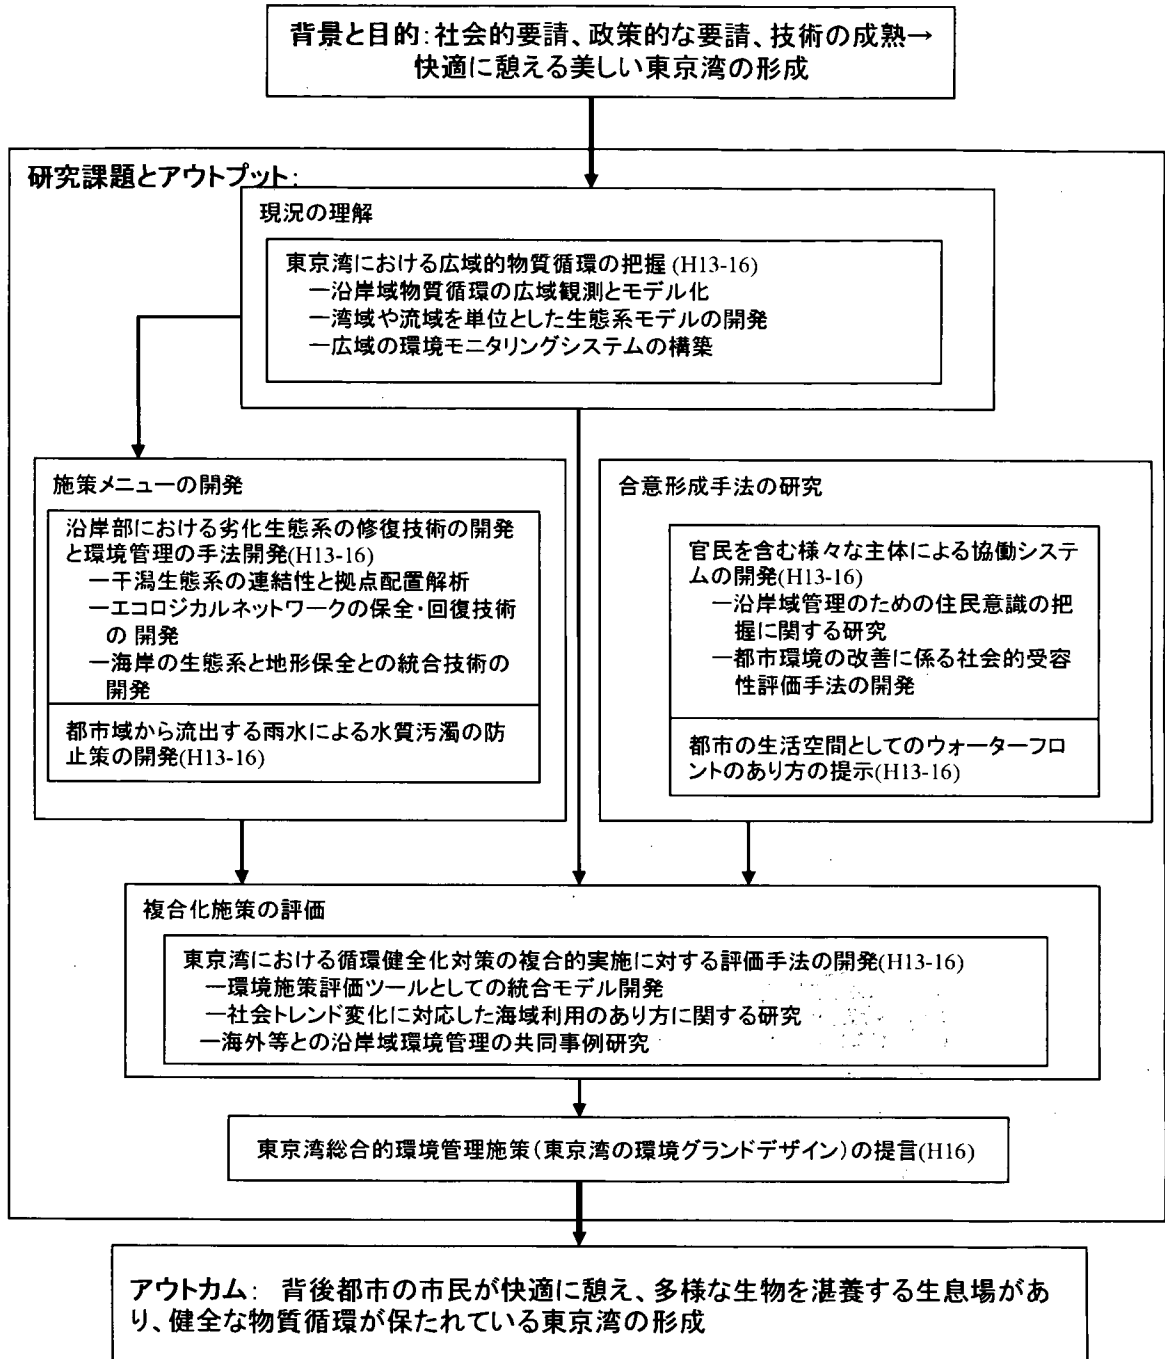 背景と目的:社会的要請、政策的な要請、技術の成熟→
快適に憩える美しい東京湾の形成
研究課題とアウトプット:
現況の理解
東京湾における広域的物質循環の把握(H13-16)
―沿岸域物質循環の広域観測とモデル化
―湾域や流域を単位とした生態系モデルの開発
―広域の環境モニタリングシステムの構築
施策メニューの開発
沿岸部における劣化生態系の修復技術の開発
と環境管理の手法開発(H13-16)
―干潟生態系の連結性と拠点配置解析
―エコロジカルネットワークの保全・回復技術
の 開発
―海岸の生態系と地形保全との統合技術の
開発
都市域から流出する雨水による水質汚濁の防
止策の開発(H13-16)
合意形成手法の研究
官民を含む様々な主体による協働システ
ムの開発(H13-16)
―沿岸域管理のための住民意識の把
握に関する研究
―都市環境の改善に係る社会的受容
性評価手法の開発
都市の生活空間としてのウォーターフロ
ントのあり方の提示(H13-16)
複合化施策の評価
東京湾における循環健全化対策の複合的実施に対する評価手法の開発(H13-16)
―環境施策評価ツールとしての統合モデル開発
―社会トレンド変化に対応した海域利用のあり方に関する研究
―海外等との沿岸域環境管理の共同事例研究
東京湾総合的環境管理施策(東京湾の環境グランドデザイン)の提言(H16)
アウトカム: 背後都市の市民が快適に憩え、多様な生物を湛養する生息場があ
り、健全な物質循環が保たれている東京湾の形成